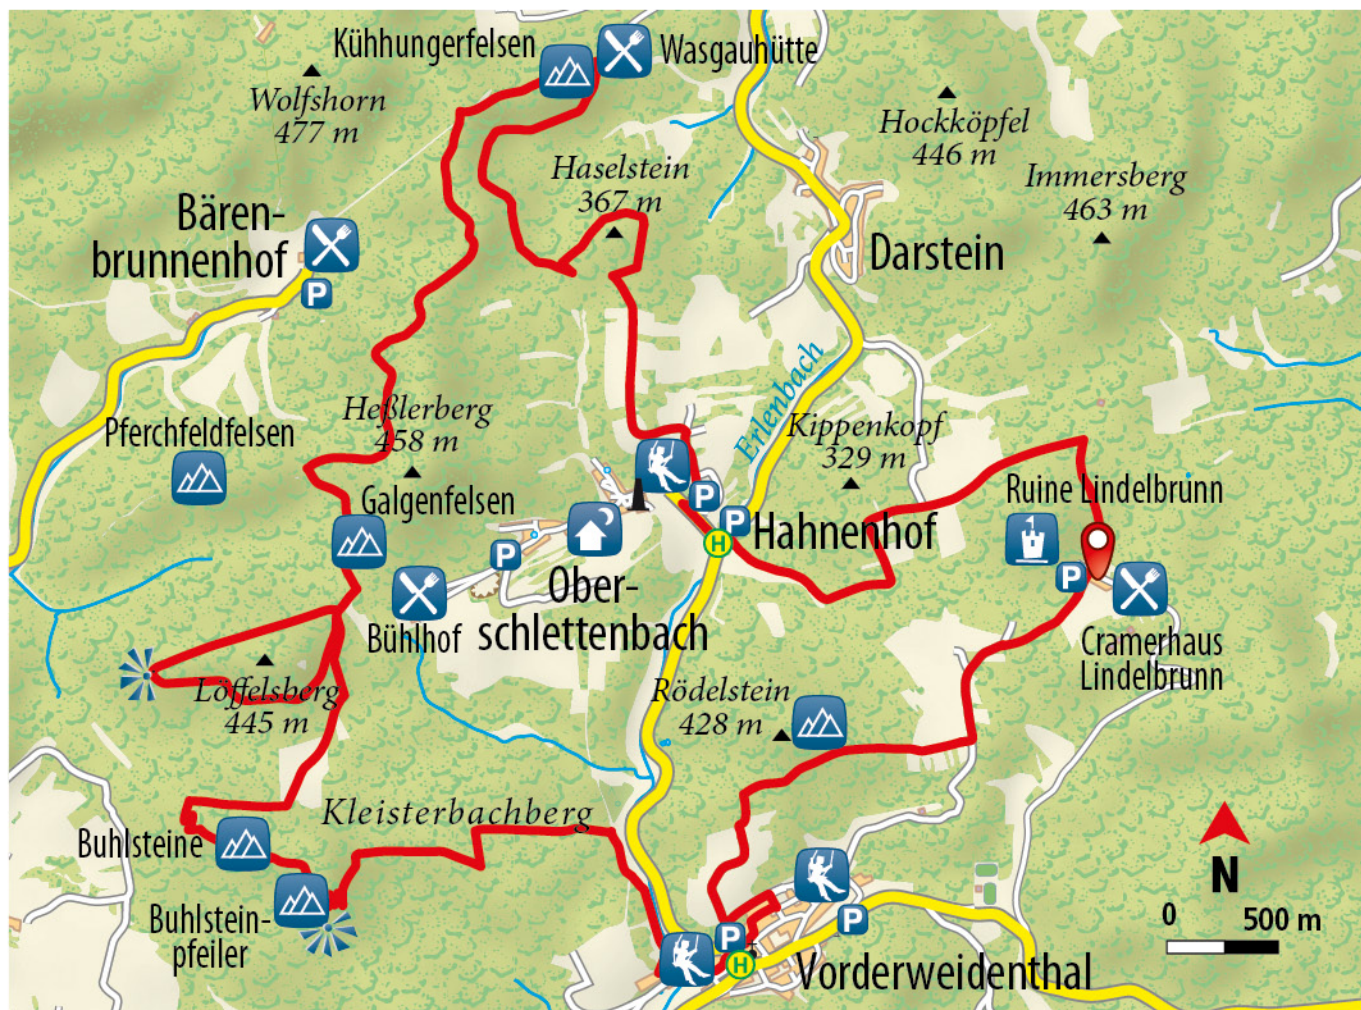 Kühhungerfelsen
Wasgauhütte
Wolfshorn
477 m
Hockköpfel
446 m
Haselstein
367 m
Immersberg
463 m
Bären-
brunnenhof
P
Darstein
Erlenbach
Heßlerberg
458 m
Pferchfeldfelsen
Kippenkopf
329 m
Galgenfelsen
Ruine Lindelbrunn
P
P
H
Hahnenhof
P
P
Ober-
schlettenbach
Bühlhof
Cramerhaus
Lindelbrunn
Löffelsberg
445 m
Rödelstein
428 m
Kleisterbachberg
Buhlsteine
N
0 500 m
Buhlstein-
pfeiler
P
P
H
Vorderweidenthal